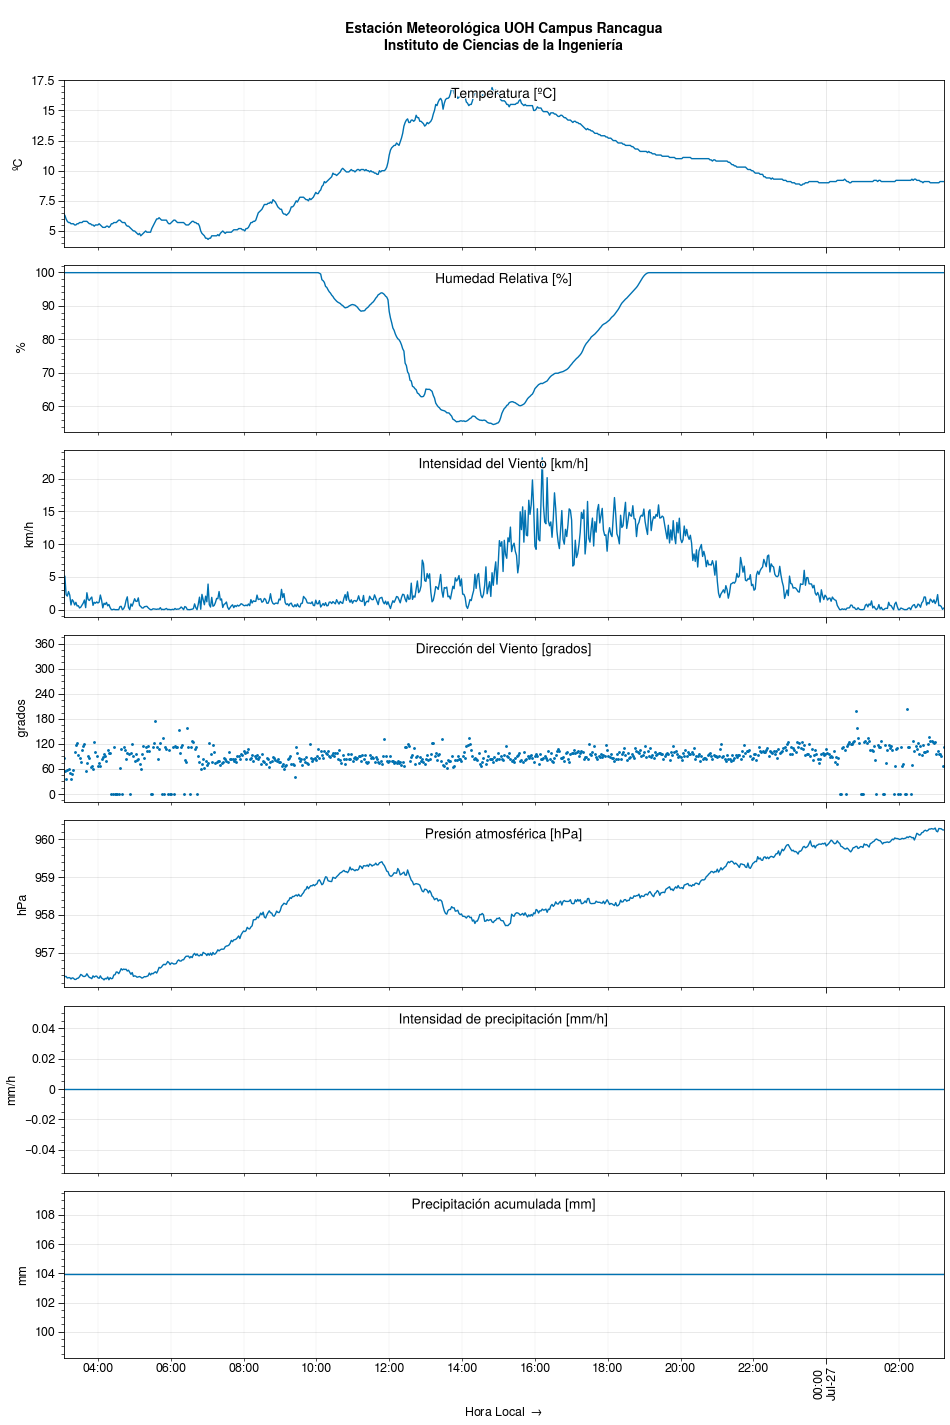 Estación Meteorológica UOH Campus Rancagua
Instituto de Ciencias de la Ingeniería
Temperatura [ºC]
17.5
15
12.5
10
7.5
5
ºC
Humedad Relativa [%]
100
90
80
70
60
%
Intensidad del Viento [km/h]
20
15
10
5
0
km/h
Dirección del Viento [grados]
360
300
240
180
120
60
0
grados
Presión atmosférica [hPa]
960
959
958
957
hPa
Intensidad de precipitación [mm/h]
0.04
0.02
0
−0.02
−0.04
mm/h
Precipitación acumulada [mm]
108
106
104
102
100
mm
04:00 06:00 08:00 10:00 12:00 14:00 16:00 18:00 20:00 22:00 00:00 02:00
Jul-27
Hora Local →